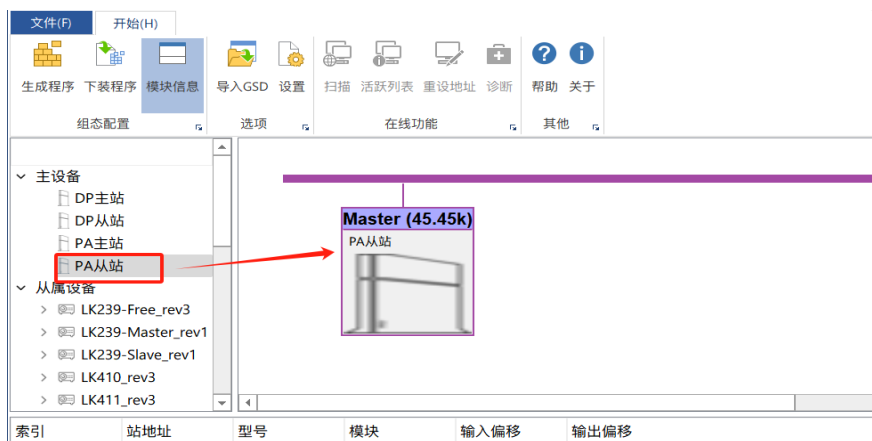 文件(F) 开始(H)
生成程序 下装程序 模块信息 导入GSD 设置 扫描 活跃列表 重设地址 诊断 帮助 关于
组态配置 选项 在线功能 其他
主设备
DP主站
DP从站
PA主站
PA从站
从属设备
LK239-Free_rev3
LK239-Master_rev1
LK239-Slave_rev1
LK410_rev3
LK411_rev3
Master (45.45k)
PA从站
索引 站地址 型号 模块 输入偏移 输出偏移